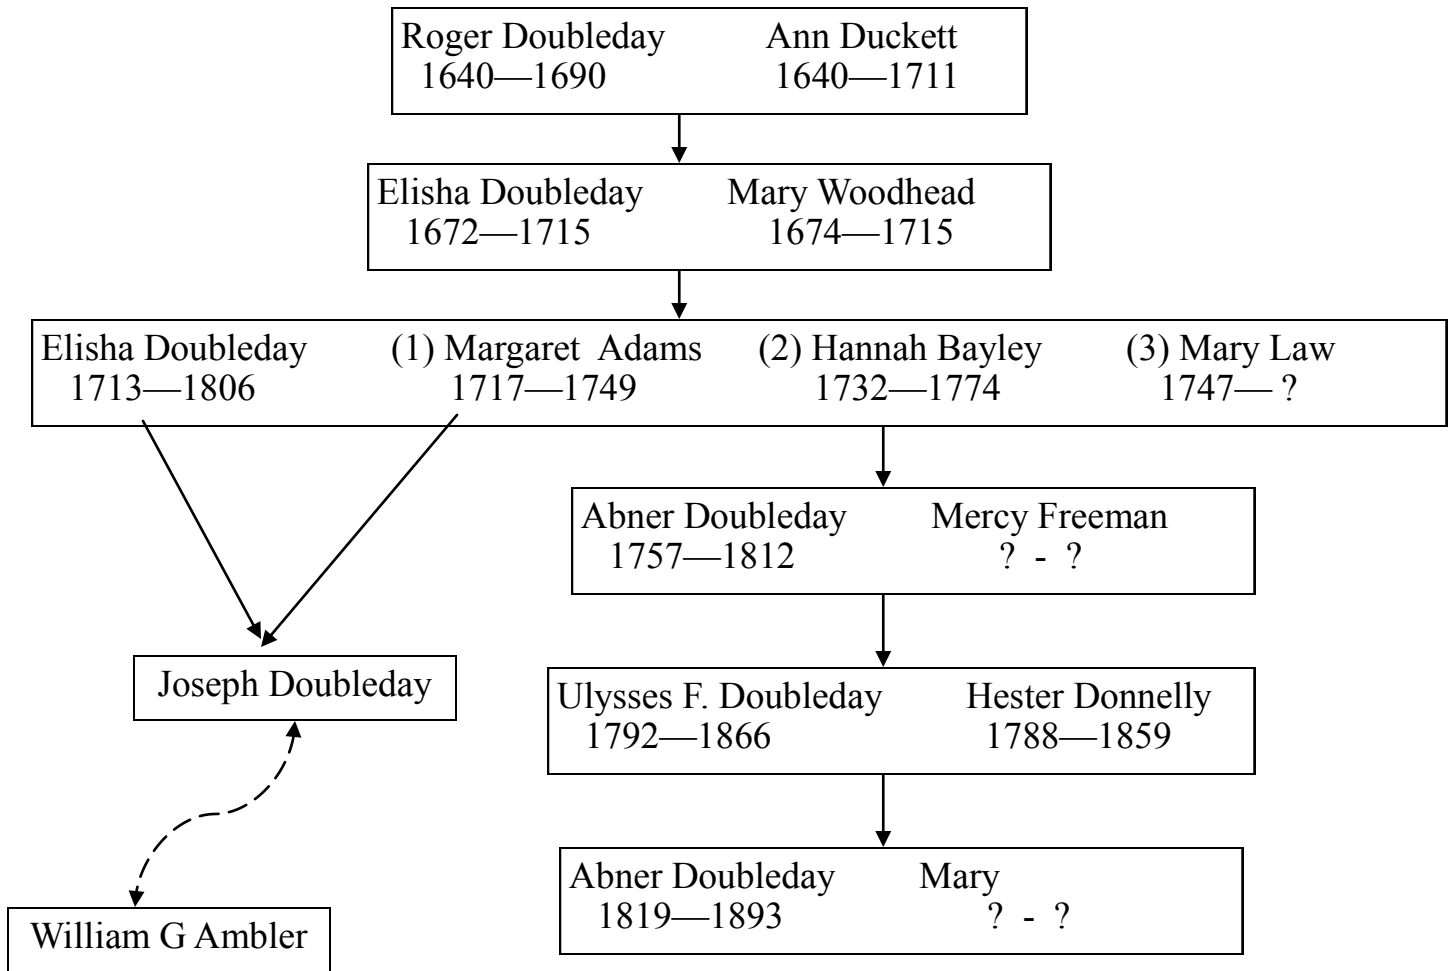 Roger Doubleday Ann Duckett
1640—1690 1640—1711
Elisha Doubleday Mary Woodhead
1672—1715 1674—1715
Elisha Doubleday (1) Margaret Adams (2) Hannah Bayley (3) Mary Law
1713—1806 1717—1749 1732—1774 1747— ?
Abner Doubleday Mercy Freeman
1757—1812 ? - ?
Joseph Doubleday
Ulysses F. Doubleday Hester Donnelly
1792—1866 1788—1859
Abner Doubleday Mary
1819—1893 ? - ?
William G Ambler